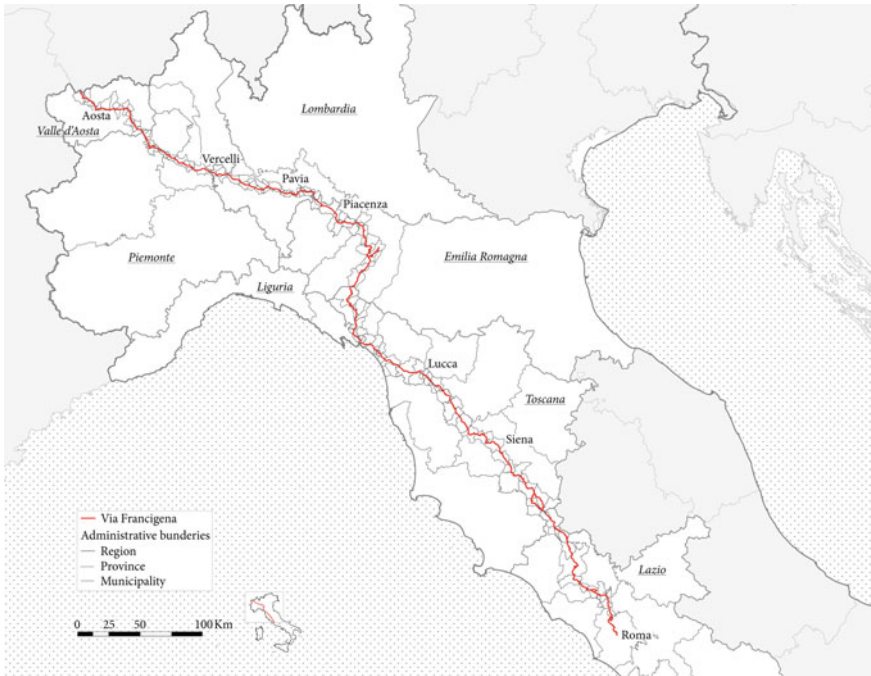 Lombardia
Aosta
Valle d'Aosta
Vercelli
Pavia
Piacenza
Piemonte
Emilia Romagna
Liguria
Lucca
Toscana
Siena
Via Francigena
Administrative bunderies
Region
Province
Municipality
Lazio
0 25 50 100 Km
Roma